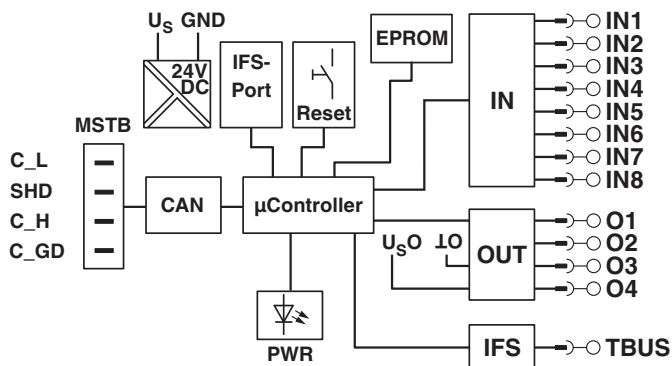 U_S GND
24V
DC
IFS-
Port
Reset
EPROM
IN
IN1
IN2
IN3
IN4
IN5
IN6
IN7
IN8
MSTB
C_L
SHD
C_H
C_GD
CAN
µController
U_SO
OT
OUT
O1
O2
O3
O4
PWR
IFS
TBUS